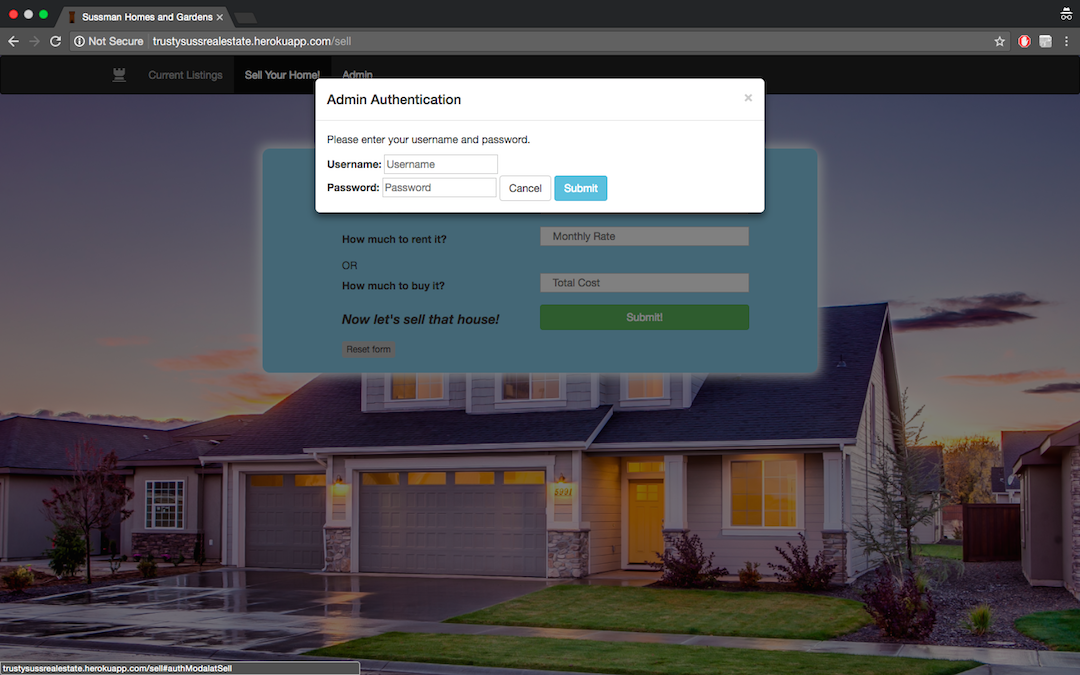 Sussman Homes and Gardens
Not Secure trustysussrealestate.herokuapp.com/sell
Current Listings Sell Your Home! Admin
Admin Authentication
Please enter your username and password.
Username: Username
Password: Password Cancel Submit
How much to rent it? Monthly Rate
OR
How much to buy it? Total Cost
Now let's sell that house! Submit!
Reset form
trustysussrealestate.herokuapp.com/sell#authModalatSell